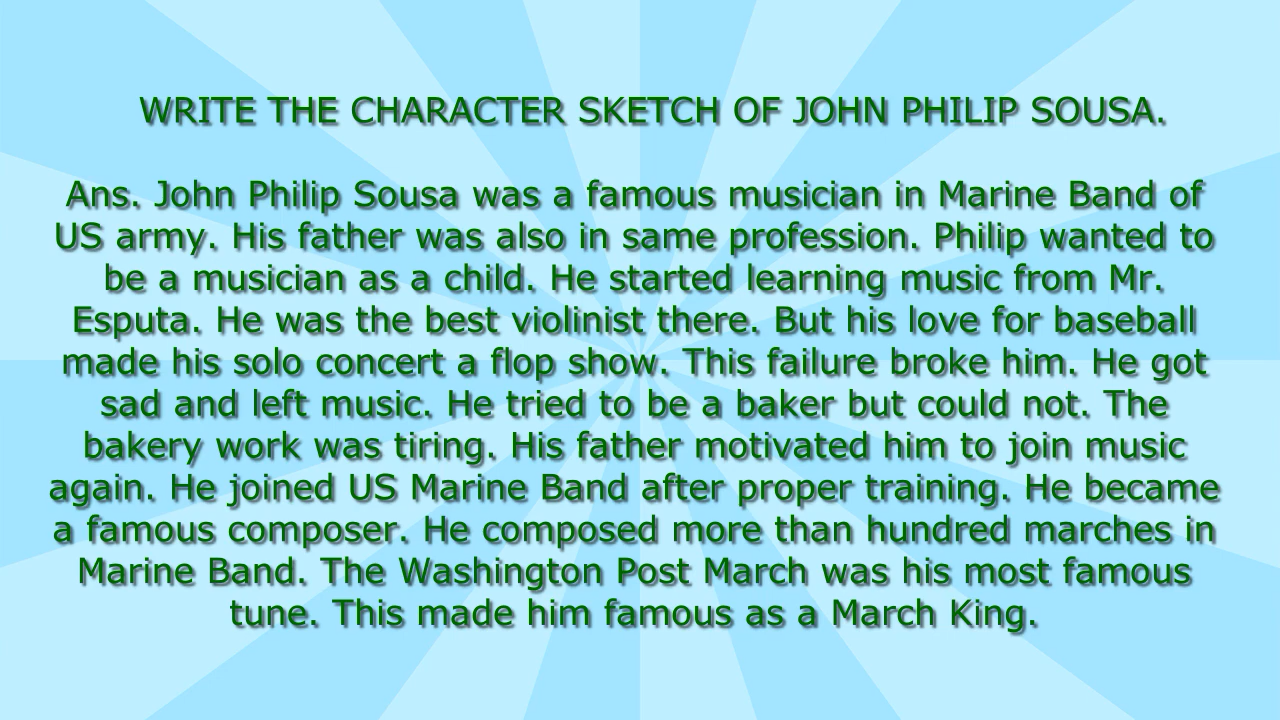 WRITE THE CHARACTER SKETCH OF JOHN PHILIP SOUSA.
Ans. John Philip Sousa was a famous musician in Marine Band of
US army. His father was also in same profession. Philip wanted to
be a musician as a child. He started learning music from Mr.
Esputa. He was the best violinist there. But his love for baseball
made his solo concert a flop show. This failure broke him. He got
sad and left music. He tried to be a baker but could not. The
bakery work was tiring. His father motivated him to join music
again. He joined US Marine Band after proper training. He became
a famous composer. He composed more than hundred marches in
Marine Band. The Washington Post March was his most famous
tune. This made him famous as a March King.